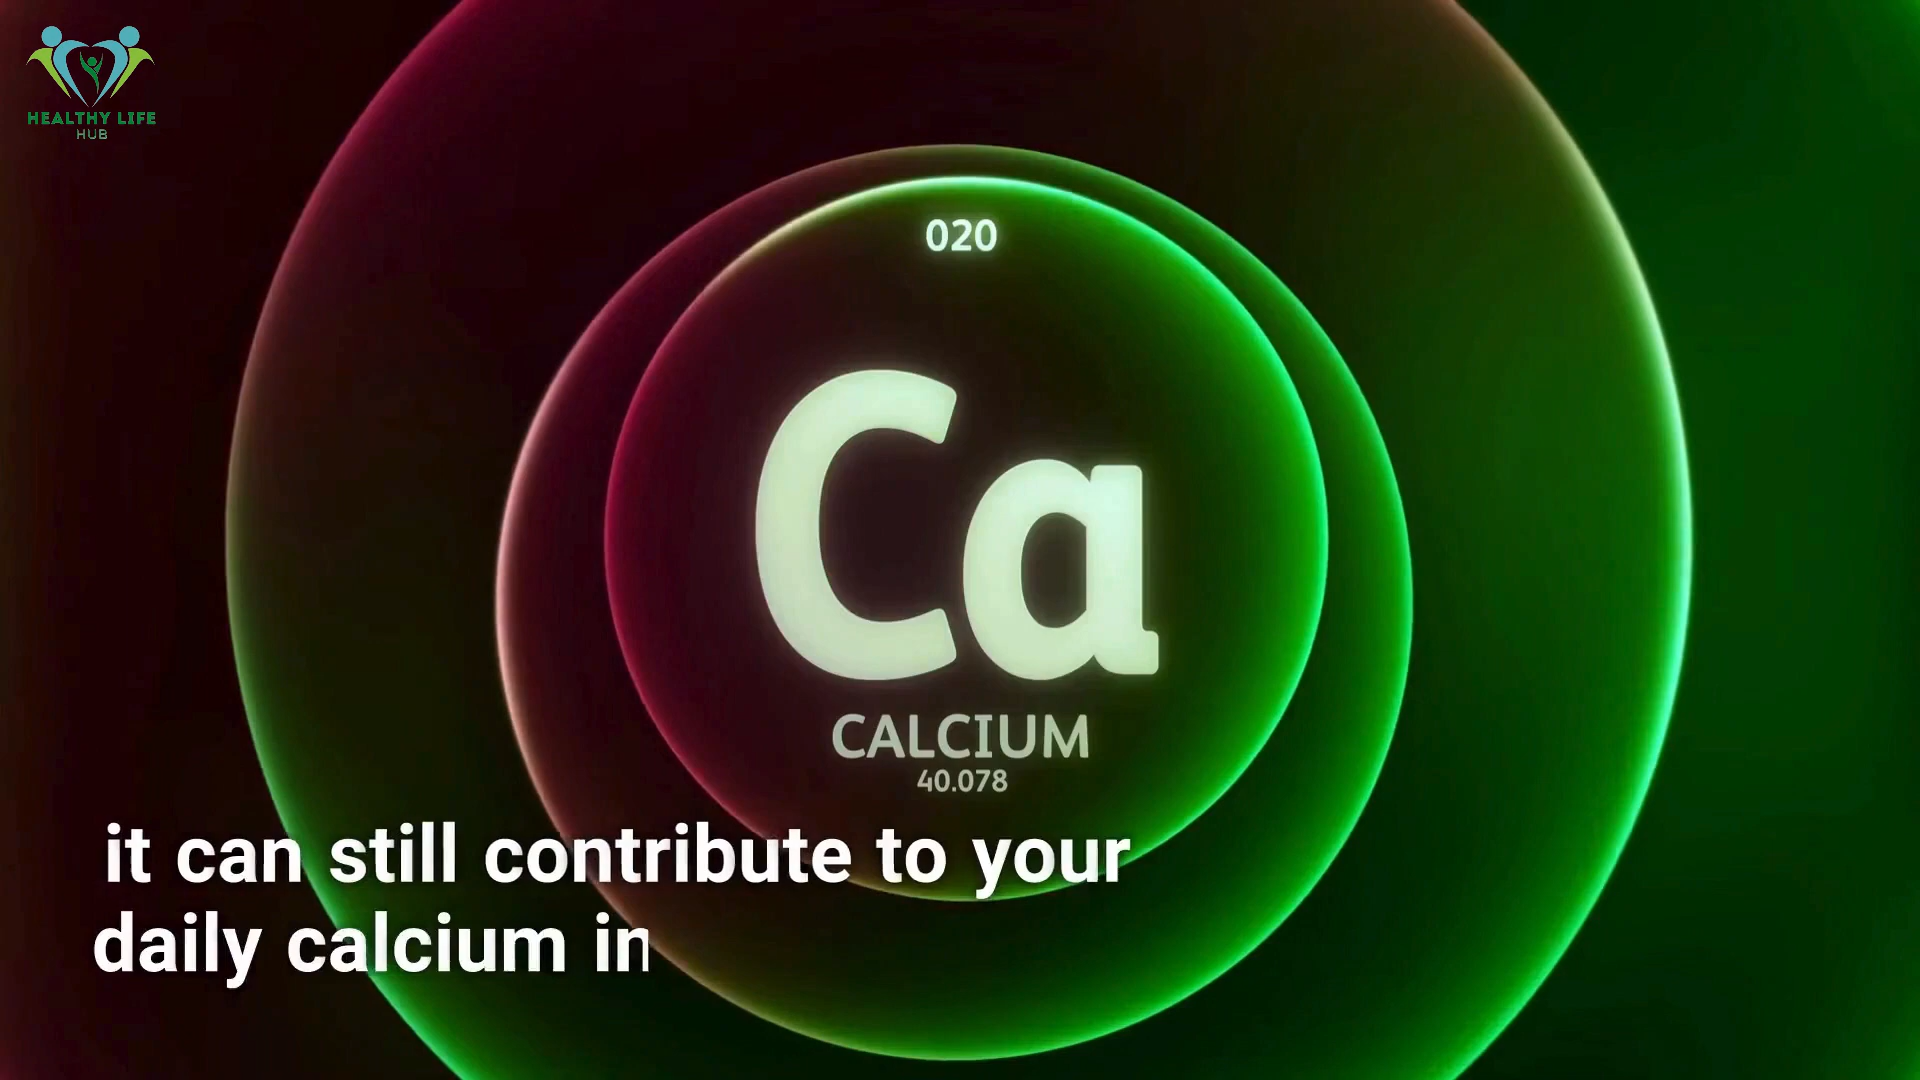 HEALTHY LIFE
HUB
020
Ca
CALCIUM
40.078
it can still contribute to your
daily calcium in